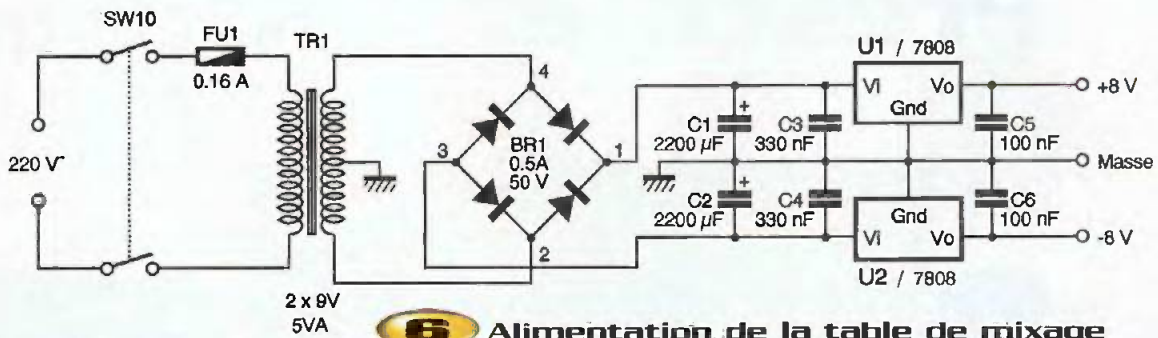 SW10
FU1
0.16 A
TR1
220 V~
2 x 9V
5VA
4
3
BR1
0.5A
50 V
1
2
+
C1
2200 µF
C3
330 nF
+
C2
2200 µF
C4
330 nF
U1 / 7808
Vi
Vo
Gnd
C5
100 nF
+8 V
Masse
Gnd
Vi
Vo
U2 / 7808
C6
100 nF
-8 V
6 Alimentation de la table de mixage